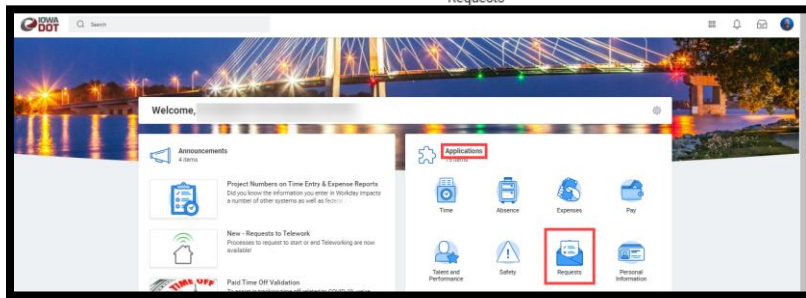 Requests
IOWA
DOT
Search
Welcome,
Announcements
4 items
Project Numbers on Time Entry & Expense Reports
Did you know the information you enter in Workday impacts
a number of other systems as well as federal
New - Requests to Telework
Processes to request to start or end Teleworking are now
available!
TIME OFF
Paid Time Off Validation
Applications
items
Time
Absence
Expenses
Pay
Talent and
Performance
Safety
Requests
Personal
Information